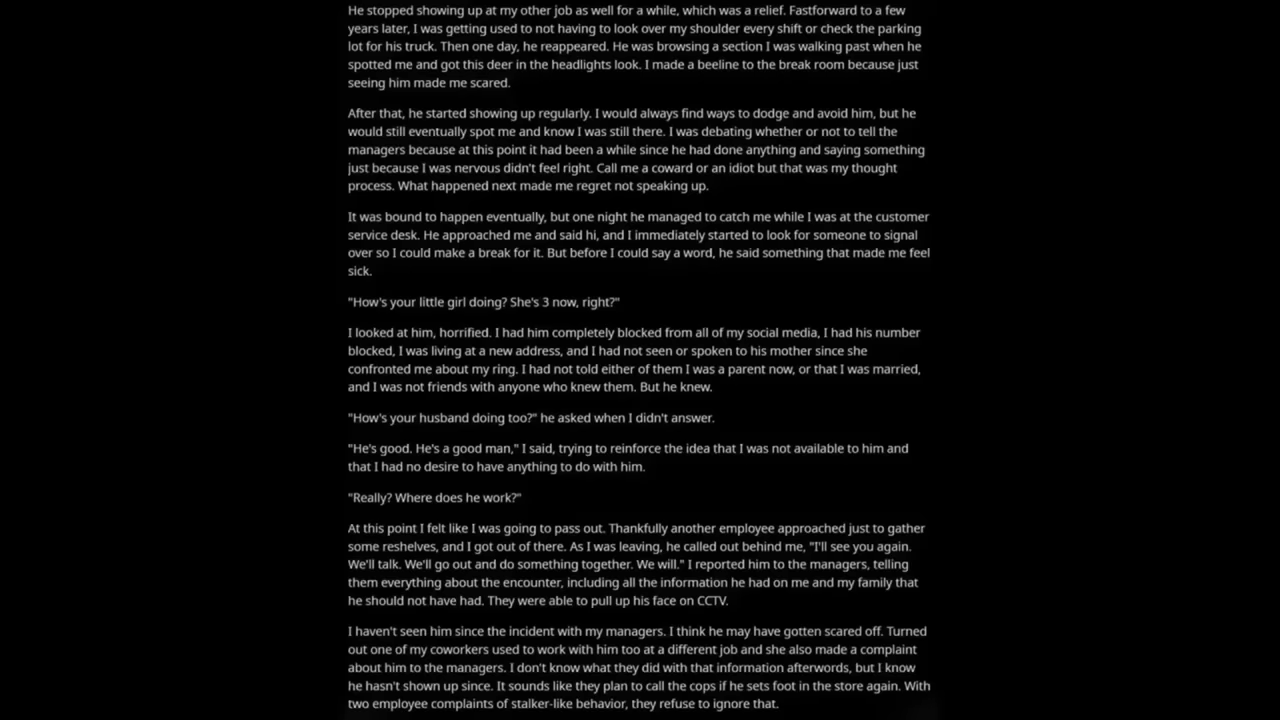 He stopped showing up at my other job as well for a while, which was a relief. Fastforward to a few
years later, I was getting used to not having to look over my shoulder every shift or check the parking
lot for his truck. Then one day, he reappeared. He was browsing a section I was walking past when he
spotted me and got this deer in the headlights look. I made a beeline to the break room because just
seeing him made me scared.
After that, he started showing up regularly. I would always find ways to dodge and avoid him, but he
would still eventually spot me and know I was still there. I was debating whether or not to tell the
managers because at this point it had been a while since he had done anything and saying something
just because I was nervous didn't feel right. Call me a coward or an idiot but that was my thought
process. What happened next made me regret not speaking up.
It was bound to happen eventually, but one night he managed to catch me while I was at the customer
service desk. He approached me and said hi, and I immediately started to look for someone to signal
over so I could make a break for it. But before I could say a word, he said something that made me feel
sick.
"How's your little girl doing? She's 3 now, right?"
I looked at him, horrified. I had him completely blocked from all of my social media, I had his number
blocked, I was living at a new address, and I had not seen or spoken to his mother since she
confronted me about my ring. I had not told either of them I was a parent now, or that I was married,
and I was not friends with anyone who knew them. But he knew.
"How's your husband doing too?" he asked when I didn't answer.
"He's good. He's a good man," I said, trying to reinforce the idea that I was not available to him and
that I had no desire to have anything to do with him.
"Really? Where does he work?"
At this point I felt like I was going to pass out. Thankfully another employee approached just to gather
some reshelves, and I got out of there. As I was leaving, he called out behind me, "I'll see you again.
We'll talk. We'll go out and do something together. We will." I reported him to the managers, telling
them everything about the encounter, including all the information he had on me and my family that
he should not have had. They were able to pull up his face on CCTV.
I haven't seen him since the incident with my managers. I think he may have gotten scared off. Turned
out one of my coworkers used to work with him too at a different job and she also made a complaint
about him to the managers. I don't know what they did with that information afterwords, but I know
he hasn't shown up since. It sounds like they plan to call the cops if he sets foot in the store again. With
two employee complaints of stalker-like behavior, they refuse to ignore that.